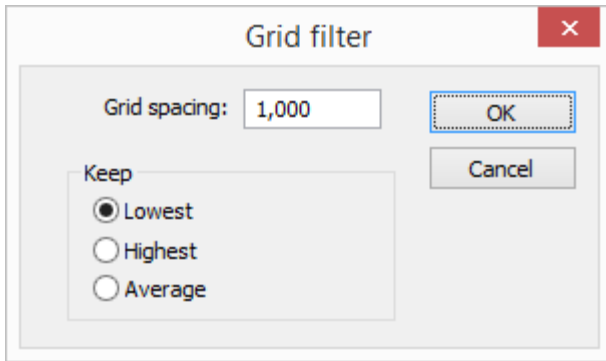 Grid filter
Grid spacing: 1,000
OK
Cancel
Keep
Lowest
Highest
Average